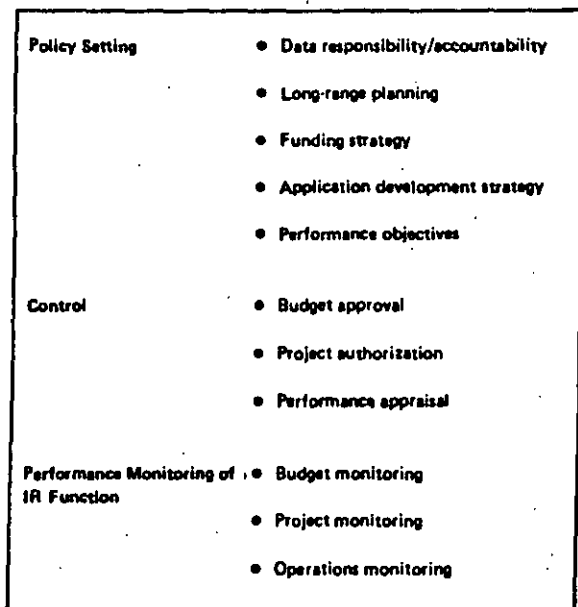 Policy Setting ● Data responsibility/accountability
● Long-range planning
● Funding strategy
● Application development strategy
● Performance objectives
Control ● Budget approval
● Project authorization
● Performance appraisal
Performance Monitoring of ● Budget monitoring
IR Function
● Project monitoring
● Operations monitoring